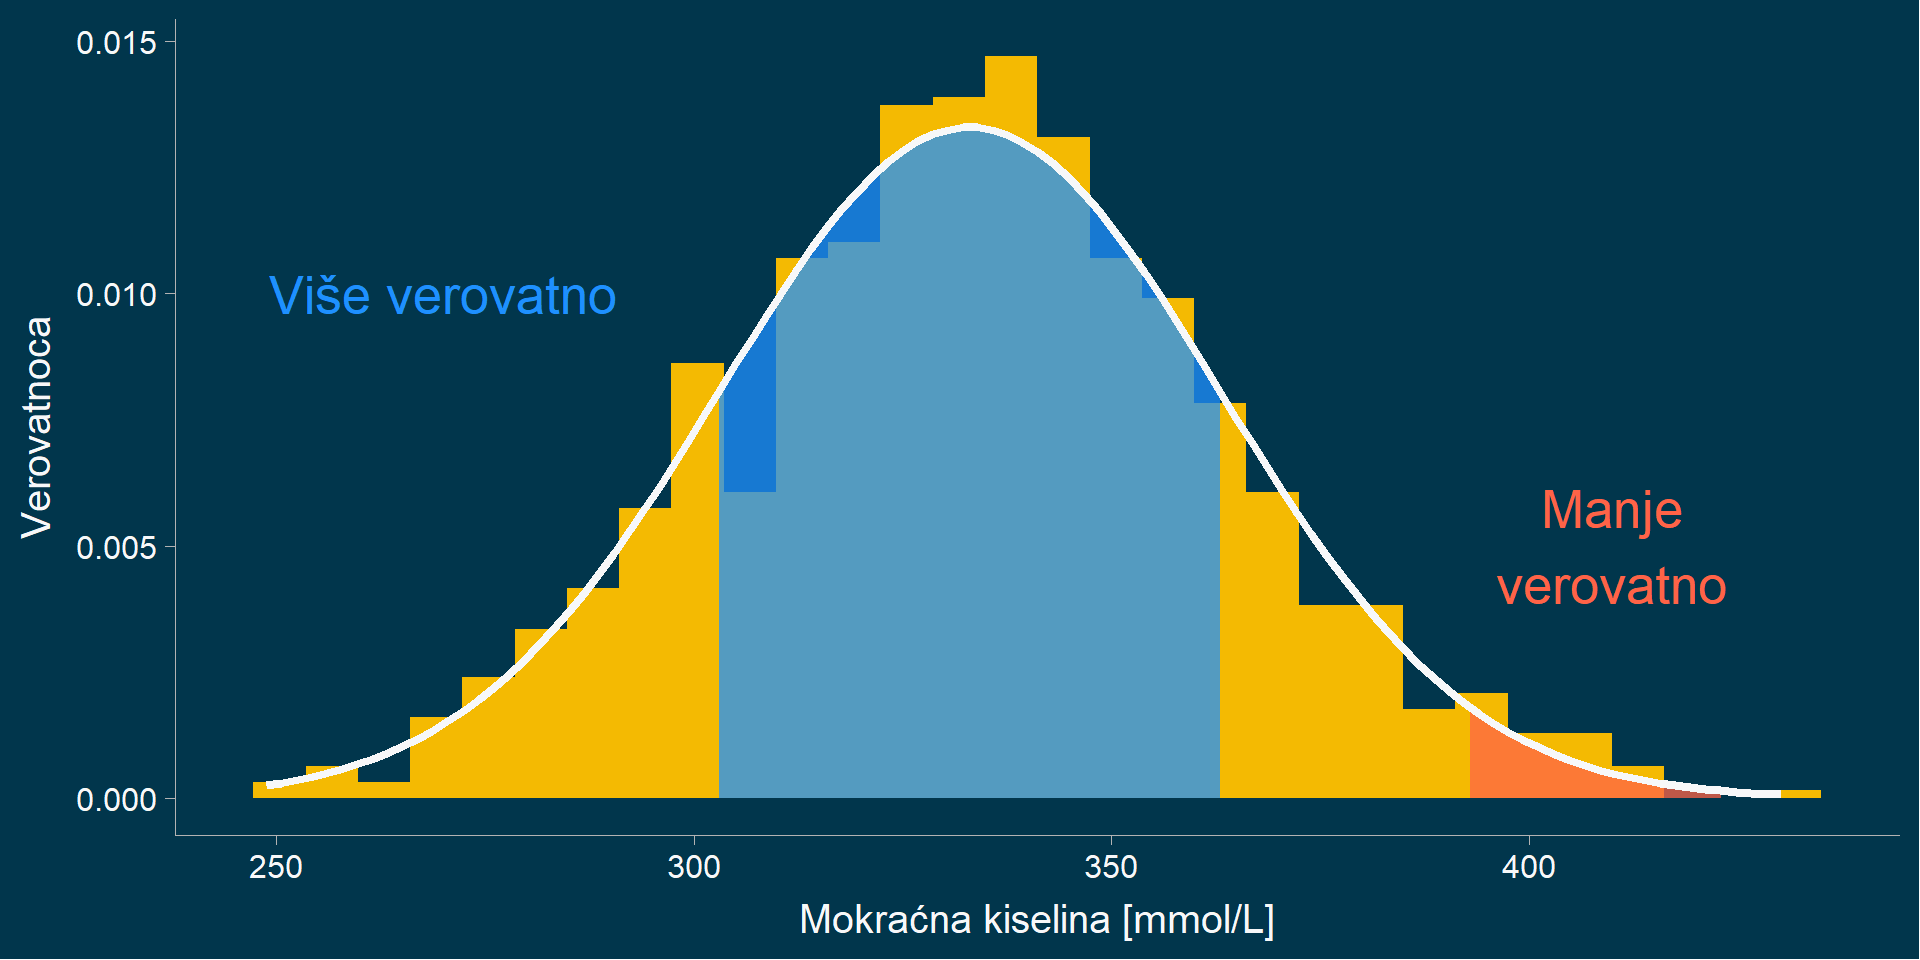 0.015
0.010
0.005
0.000
Verovatnoca
Više verovatno
Manje
verovatno
250
300
350
400
Mokraćna kiselina [mmol/L]